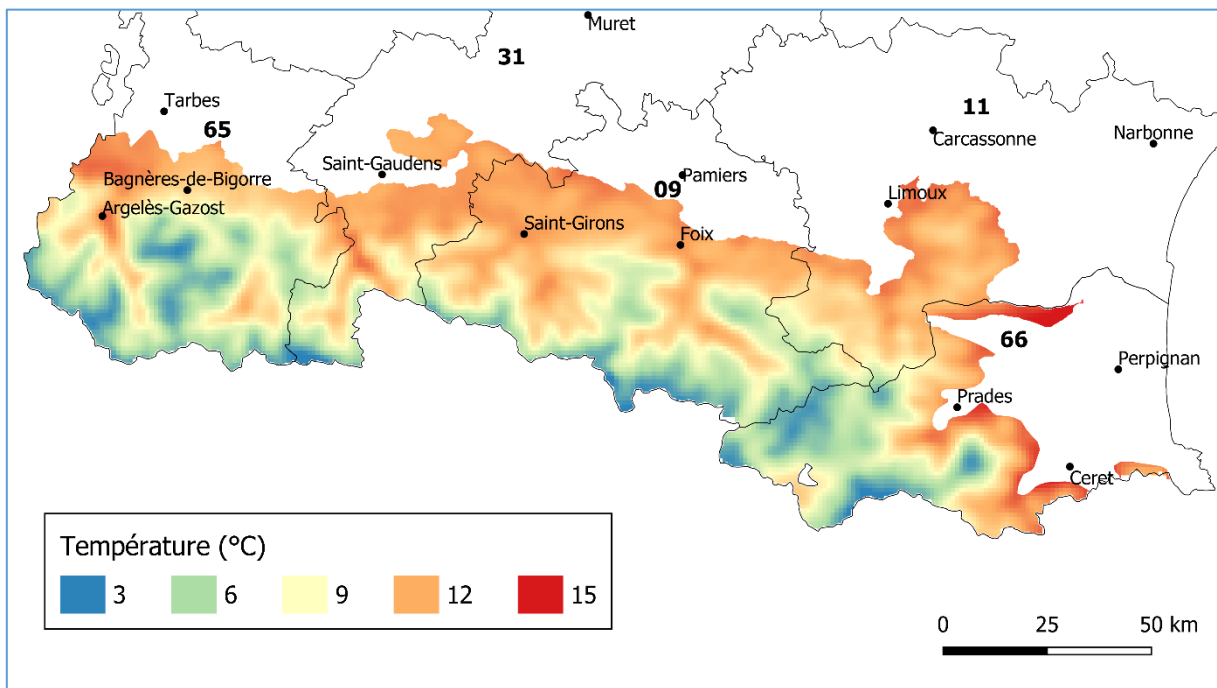 Muret
31
Tarbes
65
11
Carcassonne
Narbonne
Saint-Gaudens
Bagnères-de-Bigorre
09
Pamiers
Argelès-Gazost
Limoux
Saint-Girons
Foix
66
Perpignan
Prades
Ceret
Température (°C)
3 6 9 12 15
0 25 50 km